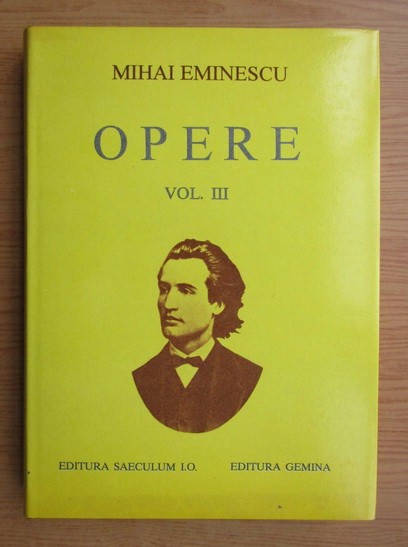 MIHAI EMINESCU
OPERE
VOL. III
EDITURA SAECULUM I.O. EDITURA GEMINA